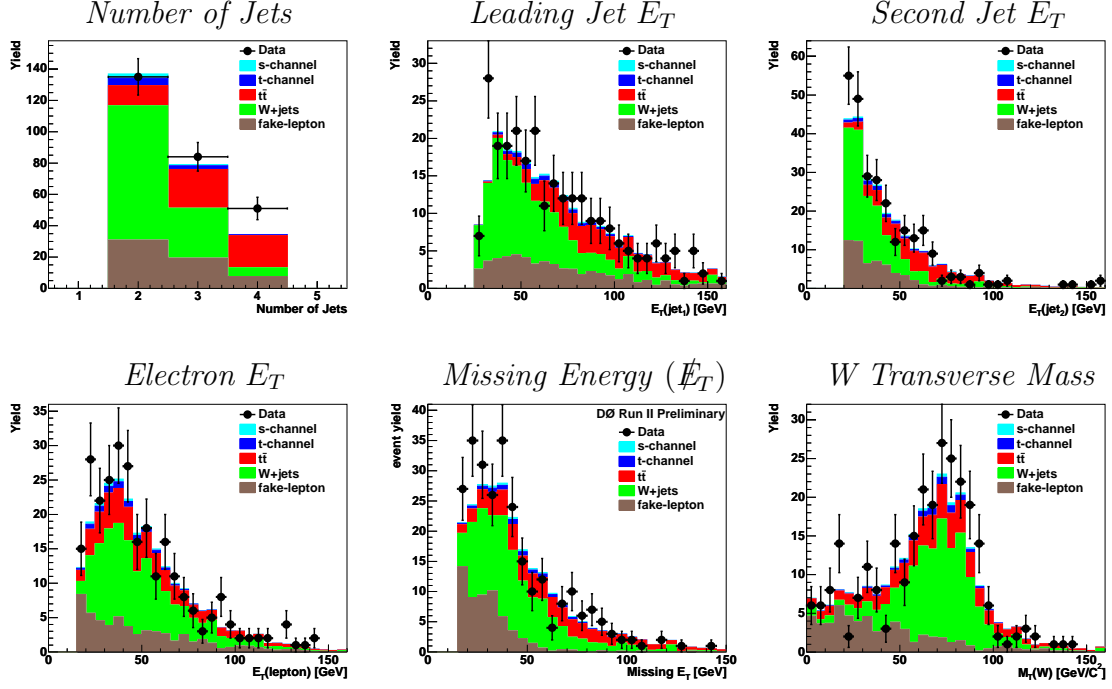 Number of Jets
Yield
140
120
100
80
60
40
20
0
1 2 3 4 5
Number of Jets
Data
s-channel
t-channel
tt̄
W+jets
fake-lepton
Leading Jet E_T
Yield
30
25
20
15
10
5
0
0 50 100 150
E_T(jet_1) [GeV]
Data
s-channel
t-channel
tt̄
W+jets
fake-lepton
Second Jet E_T
Yield
60
50
40
30
20
10
0
0 50 100 150
E_T(jet_2) [GeV]
Data
s-channel
t-channel
tt̄
W+jets
fake-lepton
Electron E_T
Yield
35
30
25
20
15
10
5
0
0 50 100 150
E_T(lepton) [GeV]
Data
s-channel
t-channel
tt̄
W+jets
fake-lepton
Missing Energy (E̸_T)
event yield
40
35
30
25
20
15
10
5
0
0 50 100 150
Missing E_T [GeV]
DØ Run II Preliminary
Data
s-channel
t-channel
tt̄
W+jets
fake-lepton
W Transverse Mass
Yield
30
25
20
15
10
5
0
0 50 100 150
M_T(W) [GeV/C²]
Data
s-channel
t-channel
tt̄
W+jets
fake-lepton